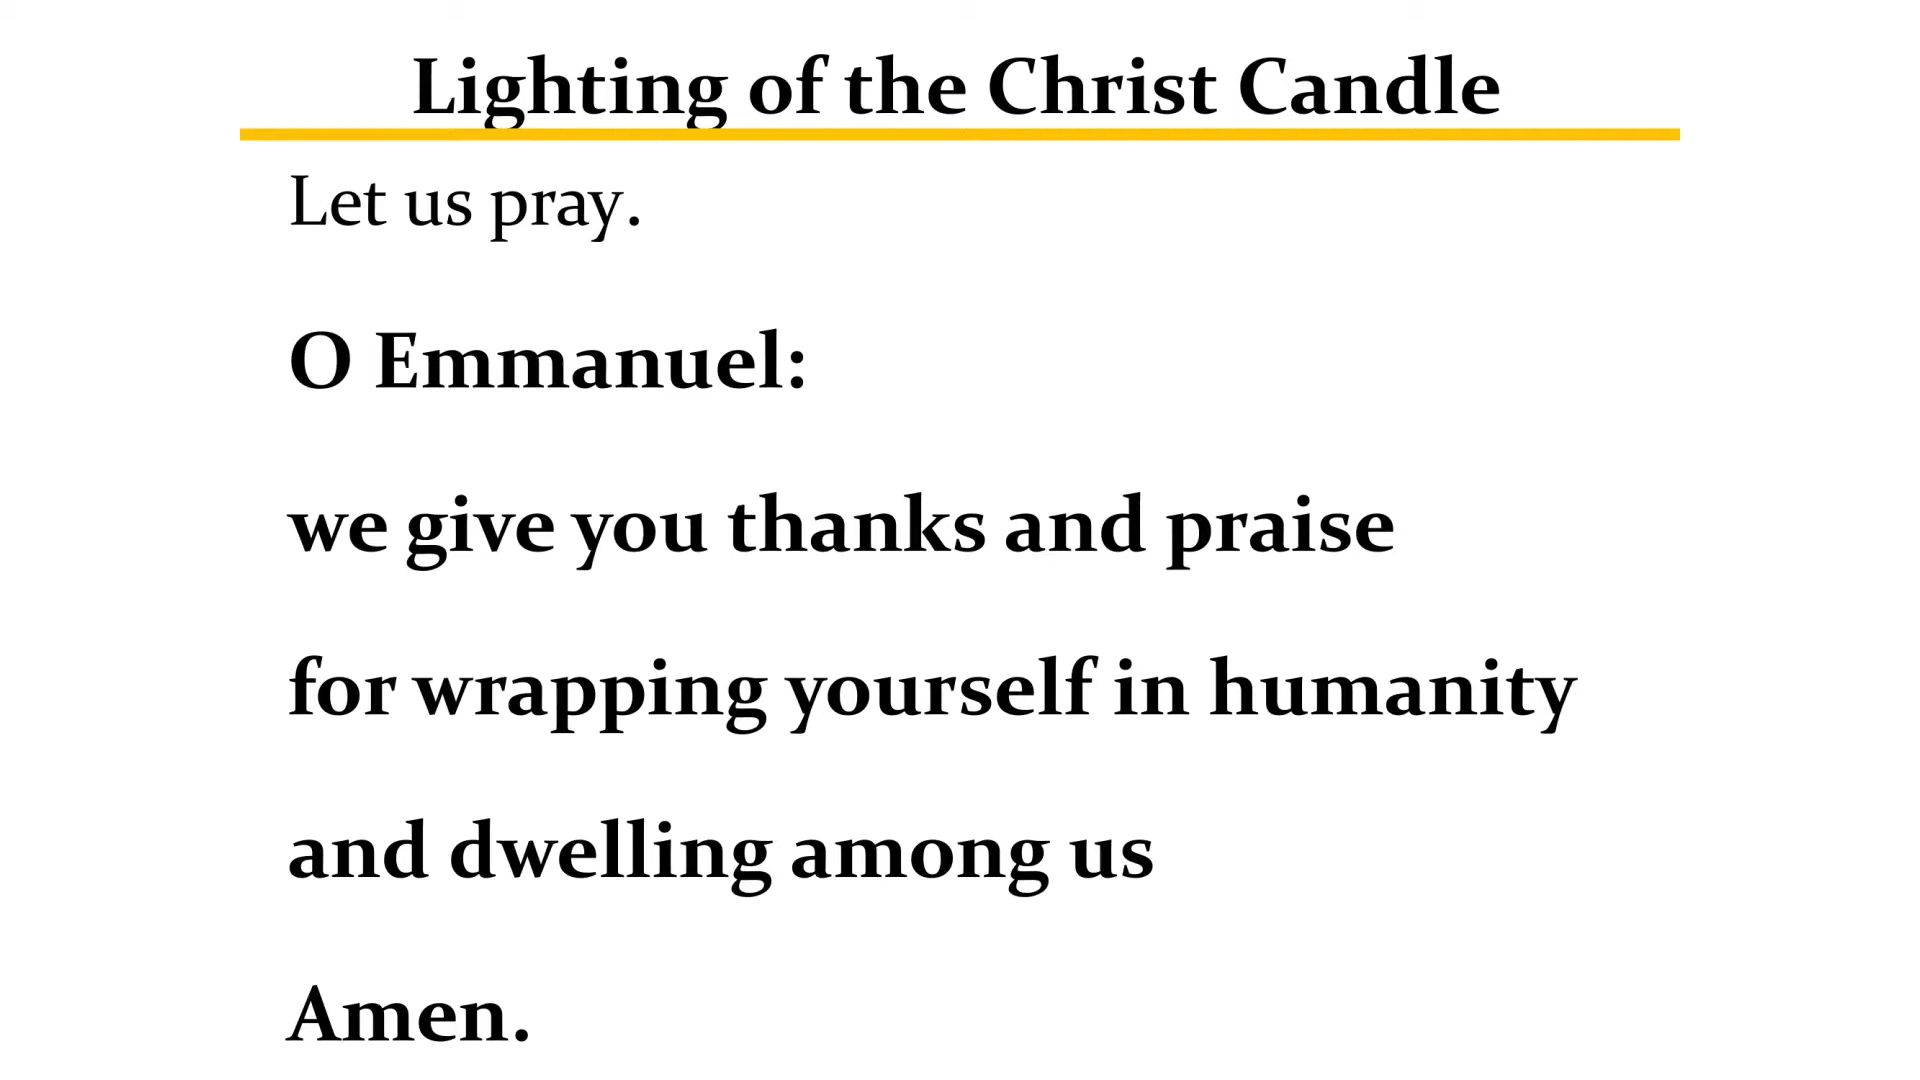 Lighting of the Christ Candle
Let us pray.
O Emmanuel:
we give you thanks and praise
for wrapping yourself in humanity
and dwelling among us
Amen.